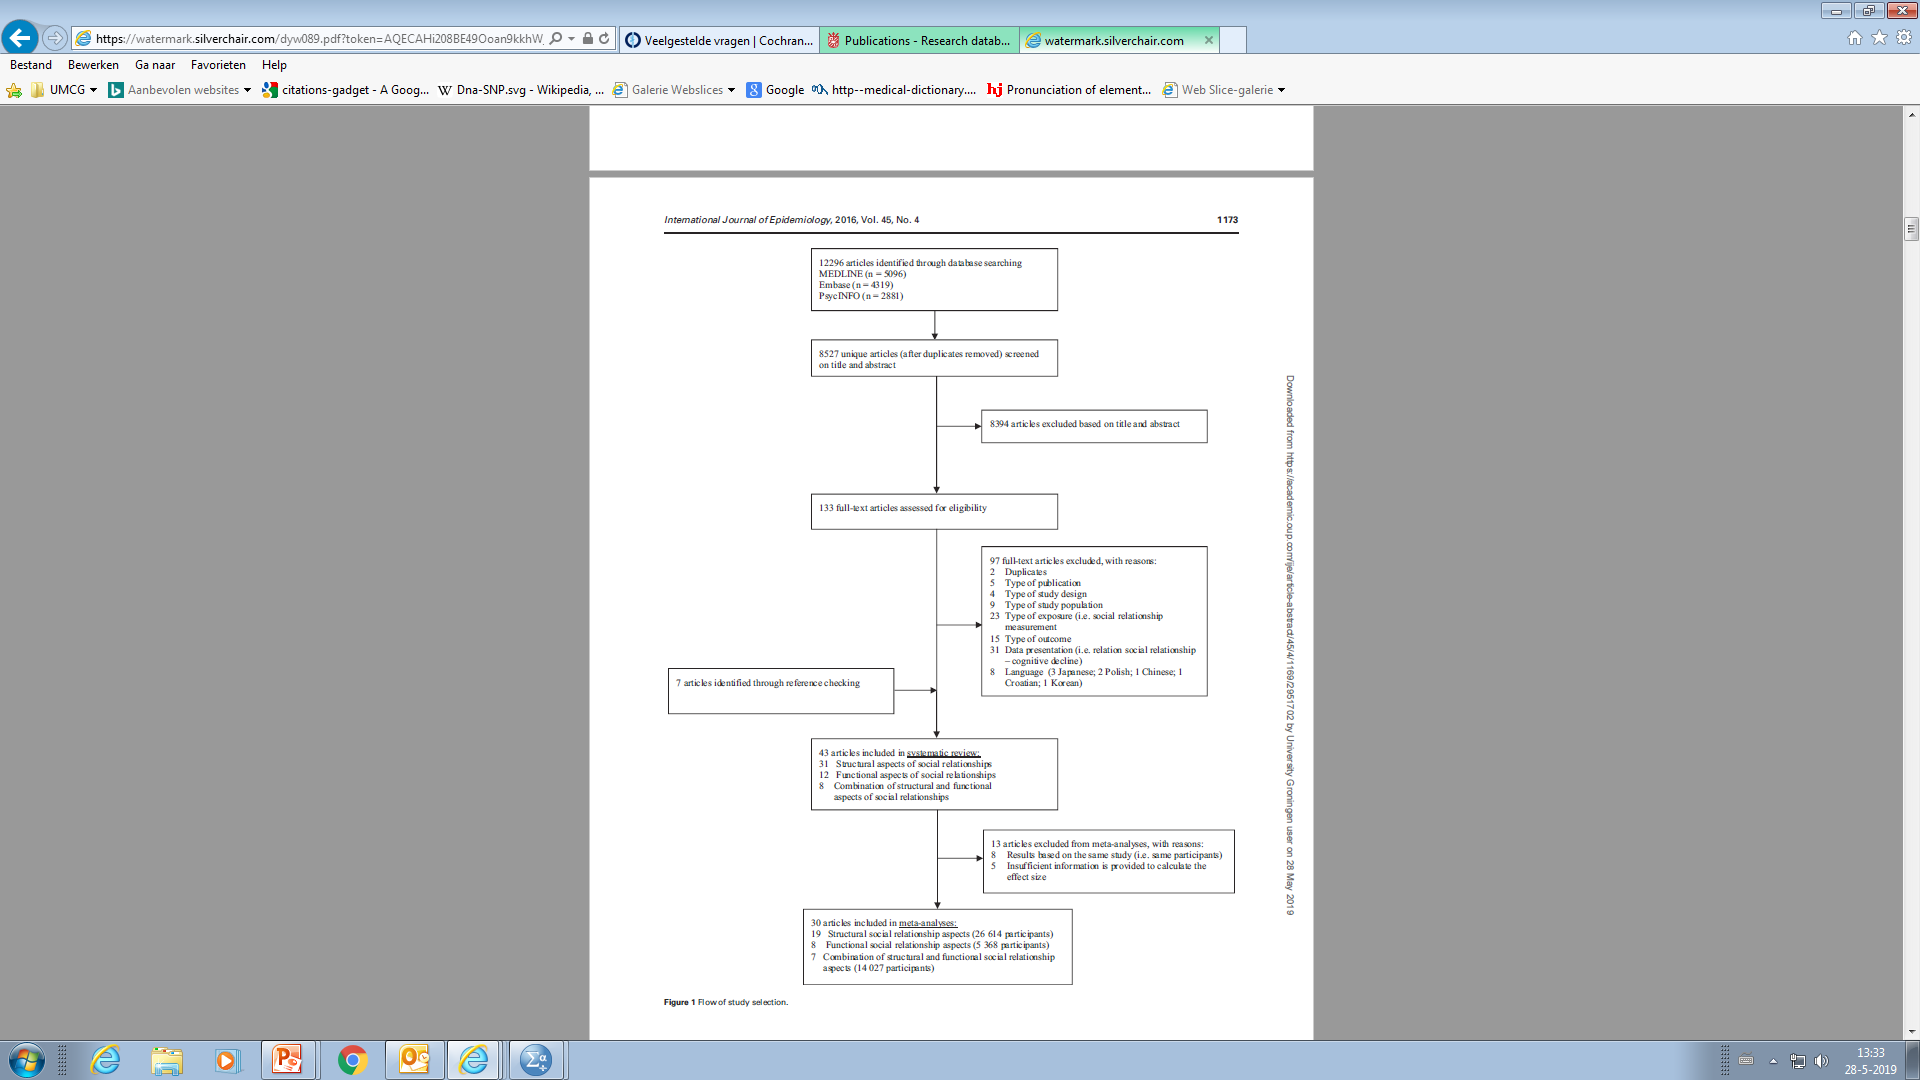 https://watermark.silverchair.com/dyw089.pdf?token=AQECAHi208BE49Ooan9kkhW_
Veelgestelde vragen | Cochran...
Publications - Research datab...
watermark.silverchair.com
Bestand Bewerken Ga naar Favorieten Help
UMCG Aanbevolen websites citations-gadget - A Goog... Dna-SNP.svg - Wikipedia, ... Galerie Webslices Google http--medical-dictionary.... Pronunciation of element... Web Slice-galerie
International Journal of Epidemiology, 2016, Vol. 45, No. 4 1173
12296 articles identified through database searching
MEDLINE (n = 5096)
Embase (n = 4319)
PsycINFO (n = 2881)
8527 unique articles (after duplicates removed) screened
on title and abstract
8394 articles excluded based on title and abstract
133 full-text articles assessed for eligibility
97 full-text articles excluded, with reasons:
2 Duplicates
5 Type of publication
4 Type of study design
9 Type of study population
23 Type of exposure (i.e. social relationship
measurement
15 Type of outcome
31 Data presentation (i.e. relation social relationship
– cognitive decline)
8 Language (3 Japanese; 2 Polish; 1 Chinese; 1
Croatian; 1 Korean)
7 articles identified through reference checking
43 articles included in systematic review:
31 Structural aspects of social relationships
12 Functional aspects of social relationships
8 Combination of structural and functional
aspects of social relationships
13 articles excluded from meta-analyses, with reasons:
8 Results based on the same study (i.e. same participants)
5 Insufficient information is provided to calculate the
effect size
30 articles included in meta-analyses:
19 Structural social relationship aspects (26 614 participants)
8 Functional social relationship aspects (5 368 participants)
7 Combination of structural and functional social relationship
aspects (14 027 participants)
Figure 1 Flow of study selection.
Downloaded from https://academic.oup.com/ije/article-abstract/45/4/1169/2951702 by University Groningen user on 28 May 2019
13:33
28-5-2019